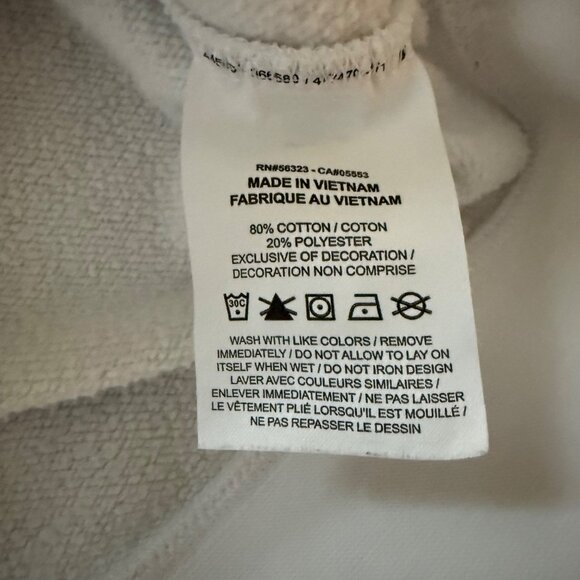 RN#56323 - CA#05553
MADE IN VIETNAM
FABRIQUE AU VIETNAM
80% COTTON / COTON
20% POLYESTER
EXCLUSIVE OF DECORATION /
DECORATION NON COMPRISE
30C
WASH WITH LIKE COLORS / REMOVE
IMMEDIATELY / DO NOT ALLOW TO LAY ON
ITSELF WHEN WET / DO NOT IRON DESIGN
LAVER AVEC COULEURS SIMILAIRES /
ENLEVER IMMEDIATEMENT / NE PAS LAISSER
LE VÊTEMENT PLIÉ LORSQU'IL EST MOUILLÉ /
NE PAS REPASSER LE DESSIN